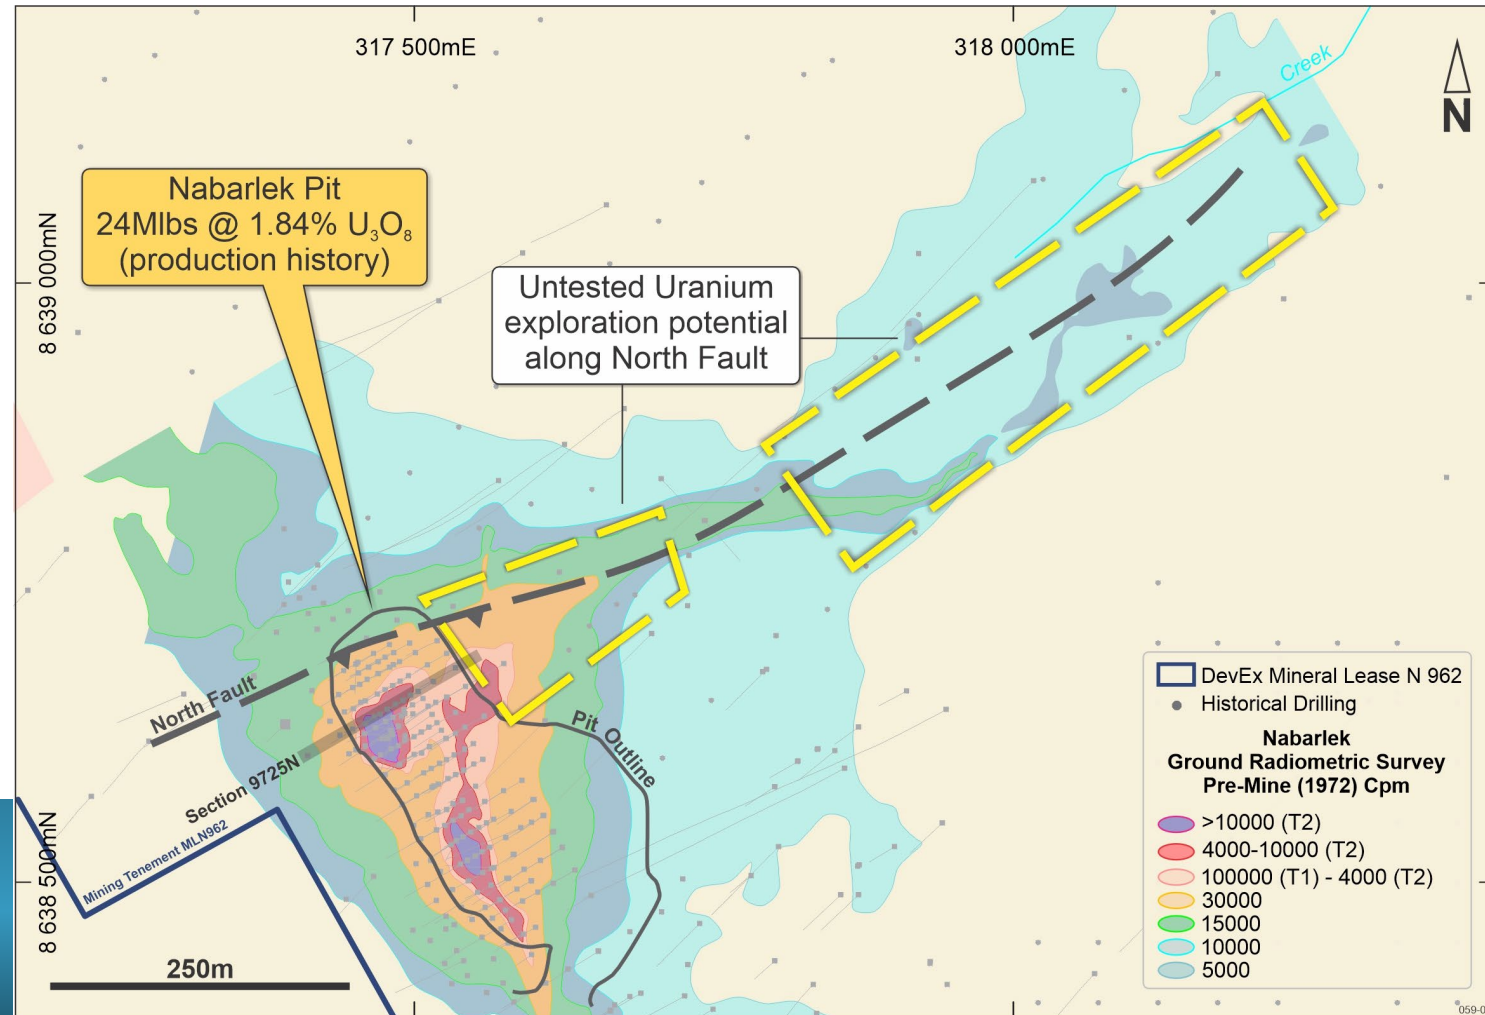 317 500mE
318 000mE
Creek
N
Nabarlek Pit
24Mlbs @ 1.84% U₃O₈
(production history)
8 639 000mN
Untested Uranium
exploration potential
along North Fault
North Fault
Pit Outline
Section 9725N
Mining Tenement MLN962
8 638 500mN
250m
DevEx Mineral Lease N 962
Historical Drilling
Nabarlek
Ground Radiometric Survey
Pre-Mine (1972) Cpm
>10000 (T2)
4000-10000 (T2)
100000 (T1) - 4000 (T2)
30000
15000
10000
5000